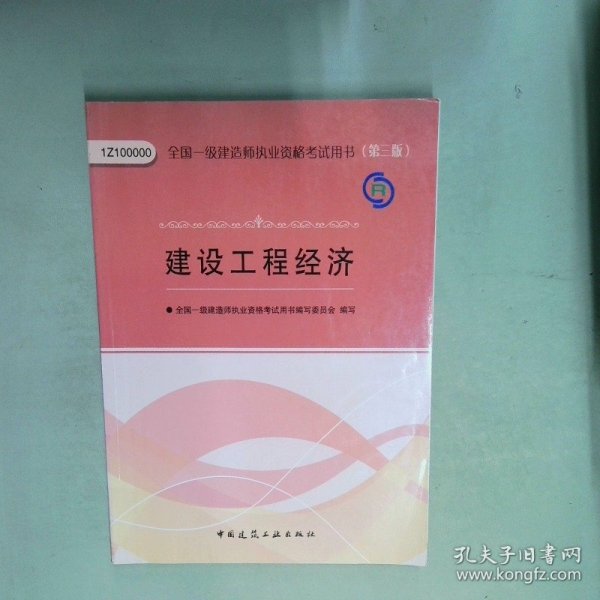 1Z100000
全国一级建造师执业资格考试用书（第三版）
R
建设工程经济
●全国一级建造师执业资格考试用书编写委员会 编写
中国建筑工业出版社
孔夫子旧书网
www.kongfz.com